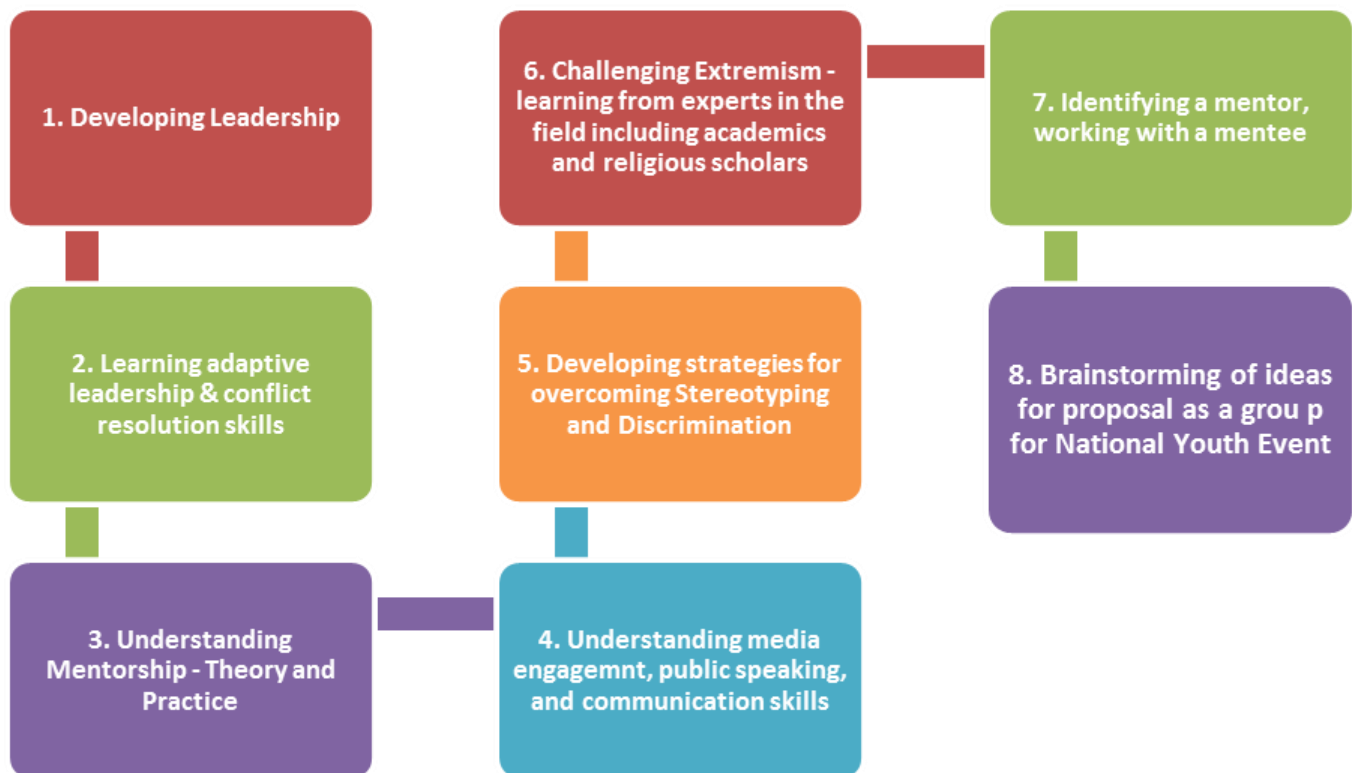 1. Developing Leadership
2. Learning adaptive
leadership & conflict
resolution skills
3. Understanding
Mentorship - Theory and
Practice
4. Understanding media
engagemnt, public speaking,
and communication skills
5. Developing strategies for
overcoming Stereotyping
and Discrimination
6. Challenging Extremism -
learning from experts in the
field including academics
and religious scholars
7. Identifying a mentor,
working with a mentee
8. Brainstorming of ideas
for proposal as a grou p
for National Youth Event